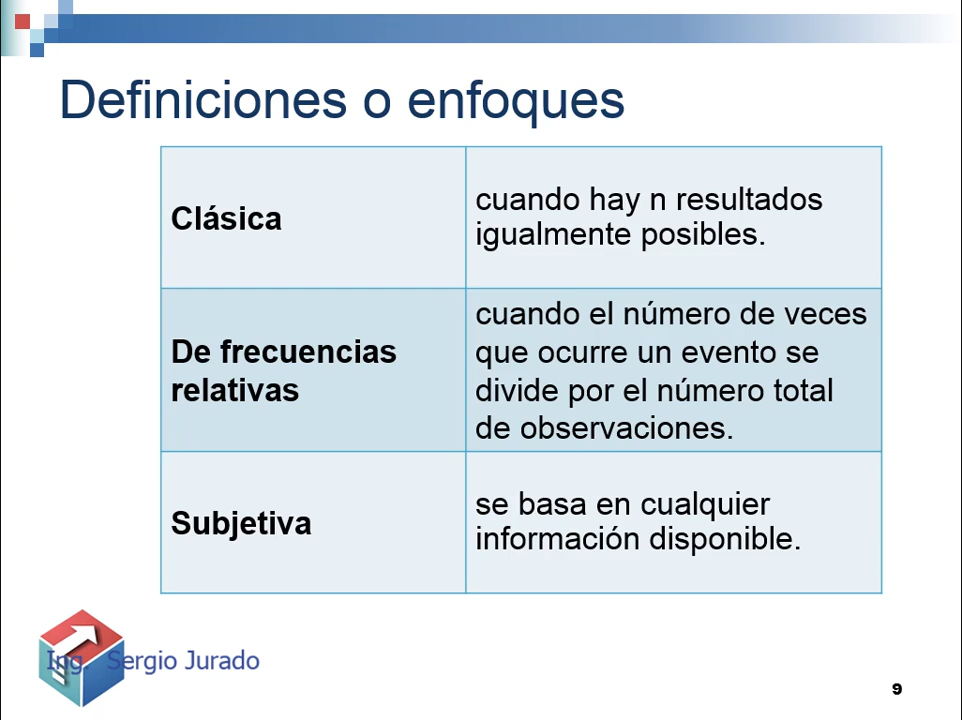 Definiciones o enfoques
Clásica
cuando hay n resultados
igualmente posibles.
De frecuencias
relativas
cuando el número de veces
que ocurre un evento se
divide por el número total
de observaciones.
Subjetiva
se basa en cualquier
información disponible.
Ing. Sergio Jurado
9